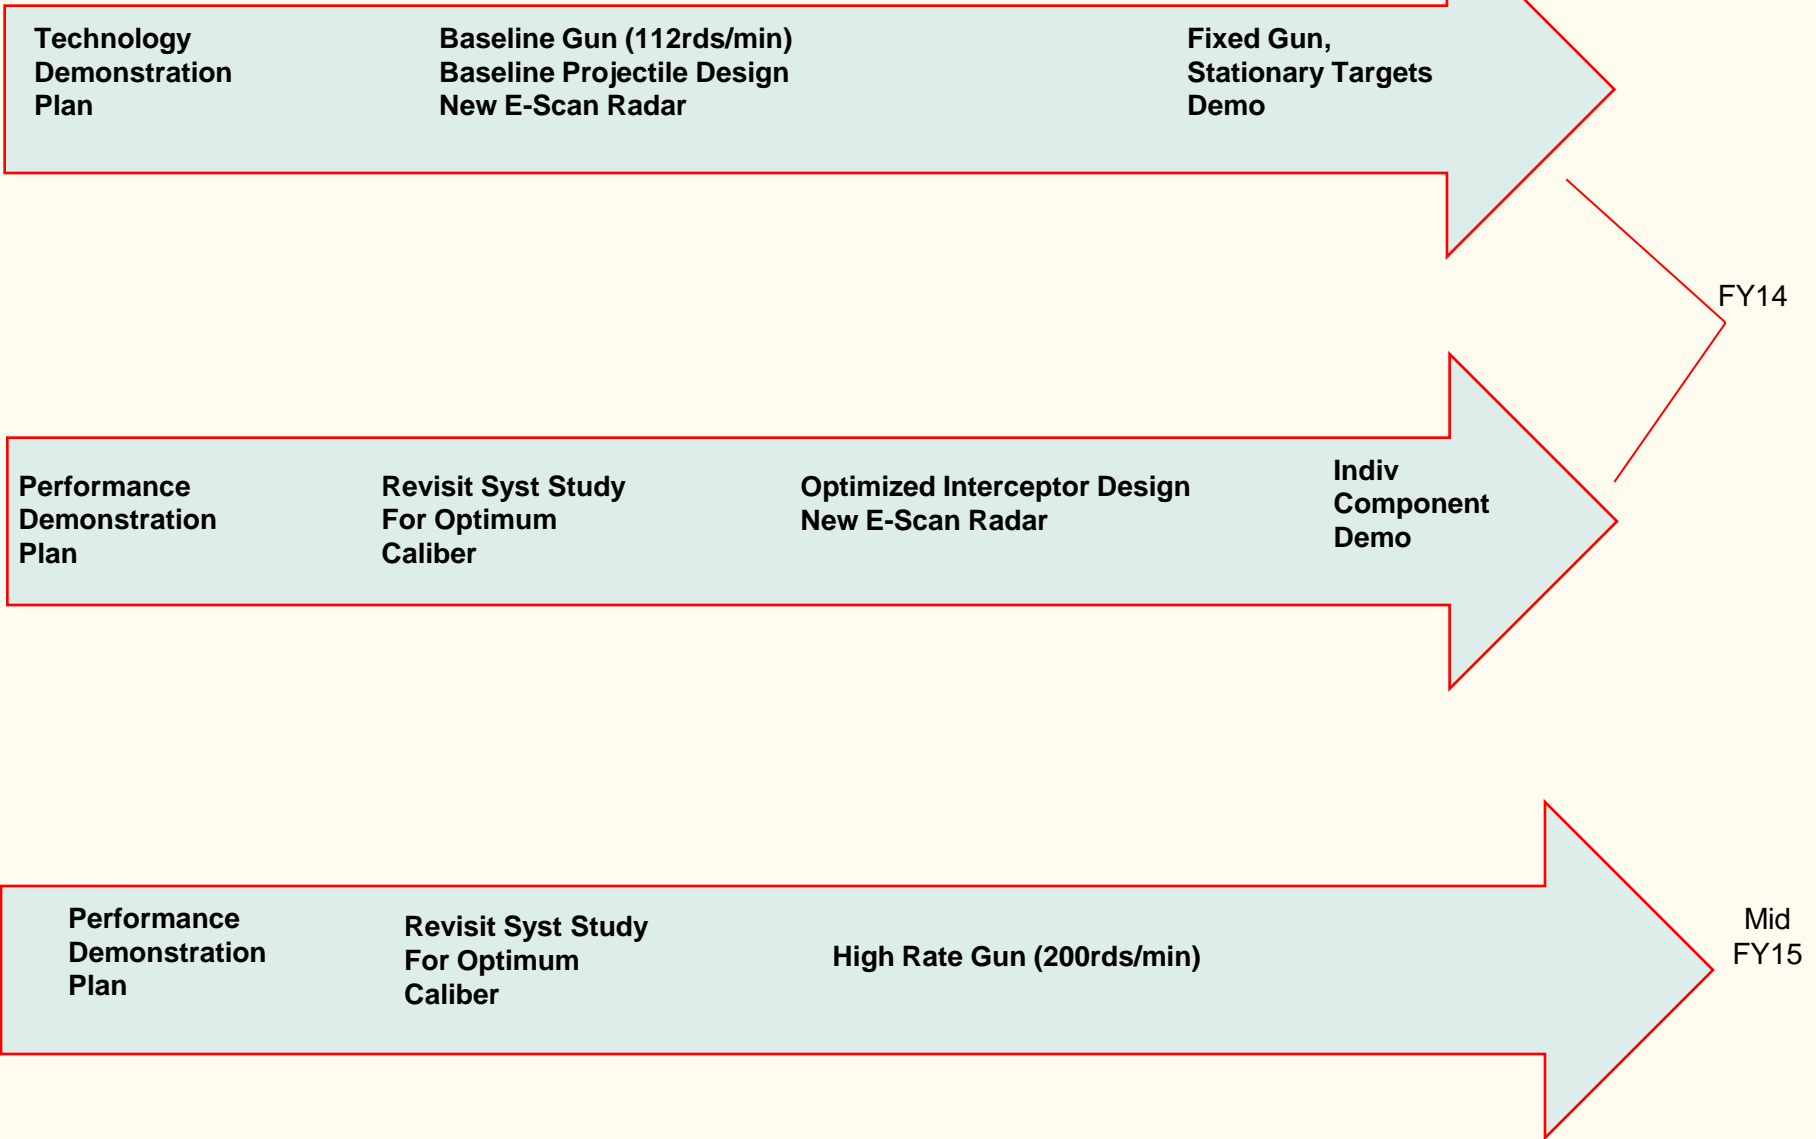 Technology
Demonstration
Plan
Baseline Gun (112rds/min)
Baseline Projectile Design
New E-Scan Radar
Fixed Gun,
Stationary Targets
Demo
FY14
Performance
Demonstration
Plan
Revisit Syst Study
For Optimum
Caliber
Optimized Interceptor Design
New E-Scan Radar
Indiv
Component
Demo
Performance
Demonstration
Plan
Revisit Syst Study
For Optimum
Caliber
High Rate Gun (200rds/min)
Mid
FY15